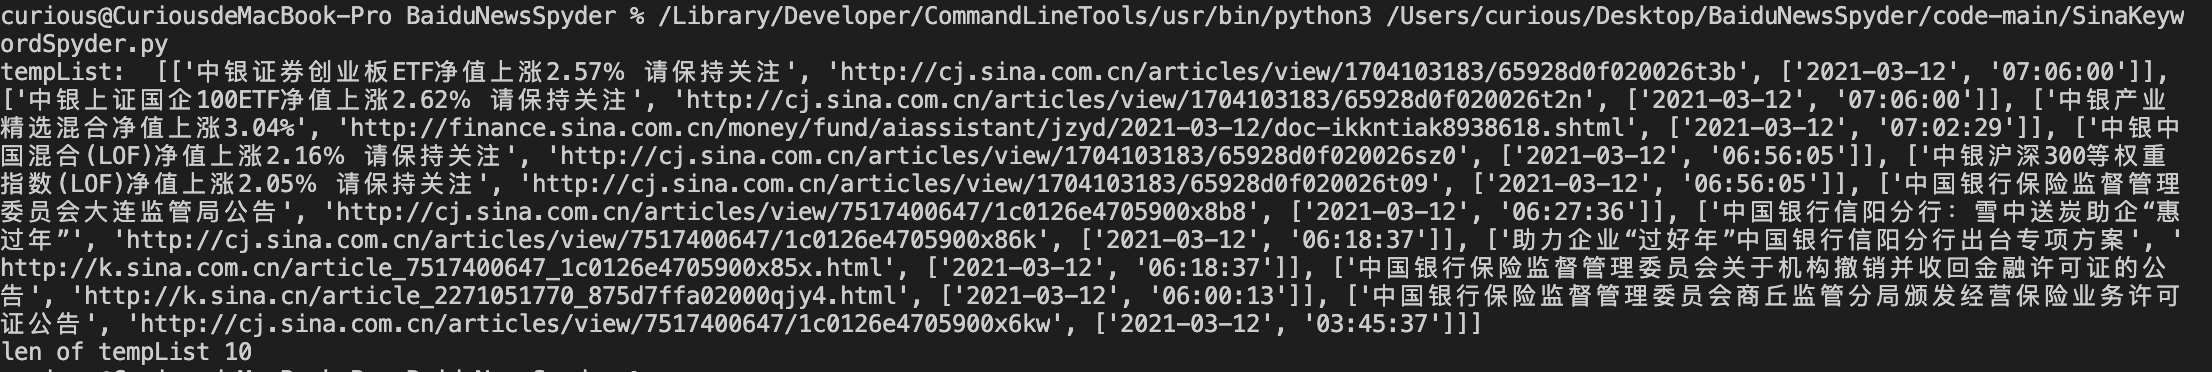 curious@CuriousdeMacBook-Pro BaiduNewsSpyder % /Library/Developer/CommandLineTools/usr/bin/python3 /Users/curious/Desktop/BaiduNewsSpyder/code-main/SinaKeyw
ordSpyder.py
tempList:  [['中银证券创业板ETF净值上涨2.57% 请保持关注', 'http://cj.sina.com.cn/articles/view/1704103183/65928d0f020026t3b', ['2021-03-12', '07:06:00']],
['中银上证国企100ETF净值上涨2.62% 请保持关注', 'http://cj.sina.com.cn/articles/view/1704103183/65928d0f020026t2n', ['2021-03-12', '07:06:00']], ['中银产业
精选混合净值上涨3.04%', 'http://finance.sina.com.cn/money/fund/aiassistant/jzyd/2021-03-12/doc-ikkntiak8938618.shtml', ['2021-03-12', '07:02:29']], ['中银中
国混合(LOF)净值上涨2.16% 请保持关注', 'http://cj.sina.com.cn/articles/view/1704103183/65928d0f020026sz0', ['2021-03-12', '06:56:05']], ['中银沪深300等权重
指数(LOF)净值上涨2.05% 请保持关注', 'http://cj.sina.com.cn/articles/view/1704103183/65928d0f020026t09', ['2021-03-12', '06:56:05']], ['中国银行保险监督管理
委员会大连监管局公告', 'http://cj.sina.com.cn/articles/view/7517400647/1c0126e4705900x8b8', ['2021-03-12', '06:27:36']], ['中国银行信阳分行：雪中送炭助企“惠
过年”', 'http://cj.sina.com.cn/articles/view/7517400647/1c0126e4705900x86k', ['2021-03-12', '06:18:37']], ['助力企业“过好年”中国银行信阳分行出台专项方案', '
http://k.sina.cn/article_7517400647_1c0126e4705900x85x.html', ['2021-03-12', '06:18:37']], ['中国银行保险监督管理委员会关于机构撤销并收回金融许可证的公
告', 'http://k.sina.cn/article_2271051770_875d7ffa02000qjy4.html', ['2021-03-12', '06:00:13']], ['中国银行保险监督管理委员会商丘监管分局颁发经营保险业务许可
证公告', 'http://cj.sina.com.cn/articles/view/7517400647/1c0126e4705900x6kw', ['2021-03-12', '03:45:37']]]
len of tempList 10